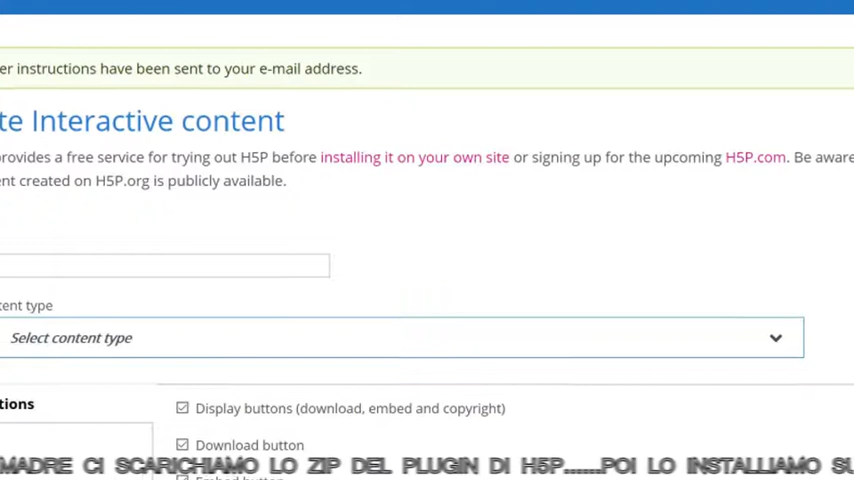 er instructions have been sent to your e-mail address.
te Interactive content
provides a free service for trying out H5P before installing it on your own site or signing up for the upcoming H5P.com. Be aware
ent created on H5P.org is publicly available.
tent type
Select content type
tions
Display buttons (download, embed and copyright)
Download button
Embed button
MADRE CI SCARICHIAMO LO ZIP DEL PLUGIN DI H5P......POI LO INSTALLIAMO SU